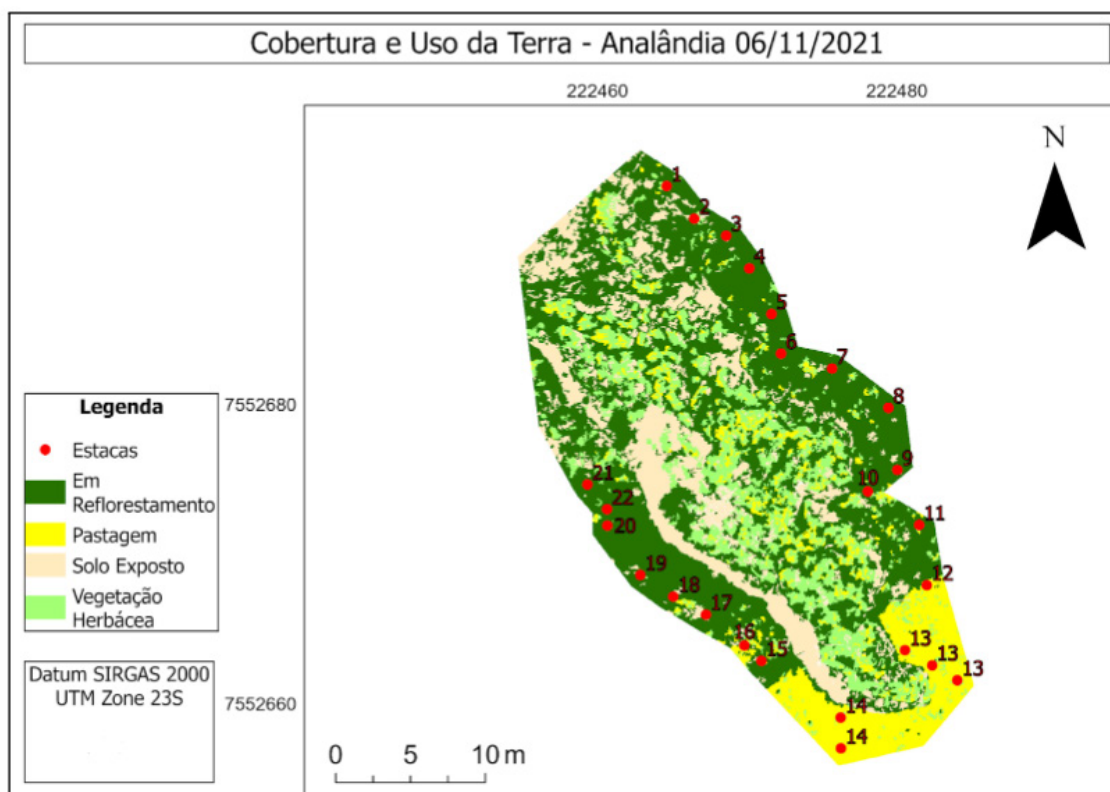 Cobertura e Uso da Terra - Analândia 06/11/2021
222460
222480
N
1
2
3
4
5
6
7
8
9
10
11
12
13
13
13
14
14
15
16
17
18
19
20
22
21
7552680
7552660
Legenda
Estacas
Em
Reflorestamento
Pastagem
Solo Exposto
Vegetação
Herbácea
Datum SIRGAS 2000
UTM Zone 23S
0 5 10 m